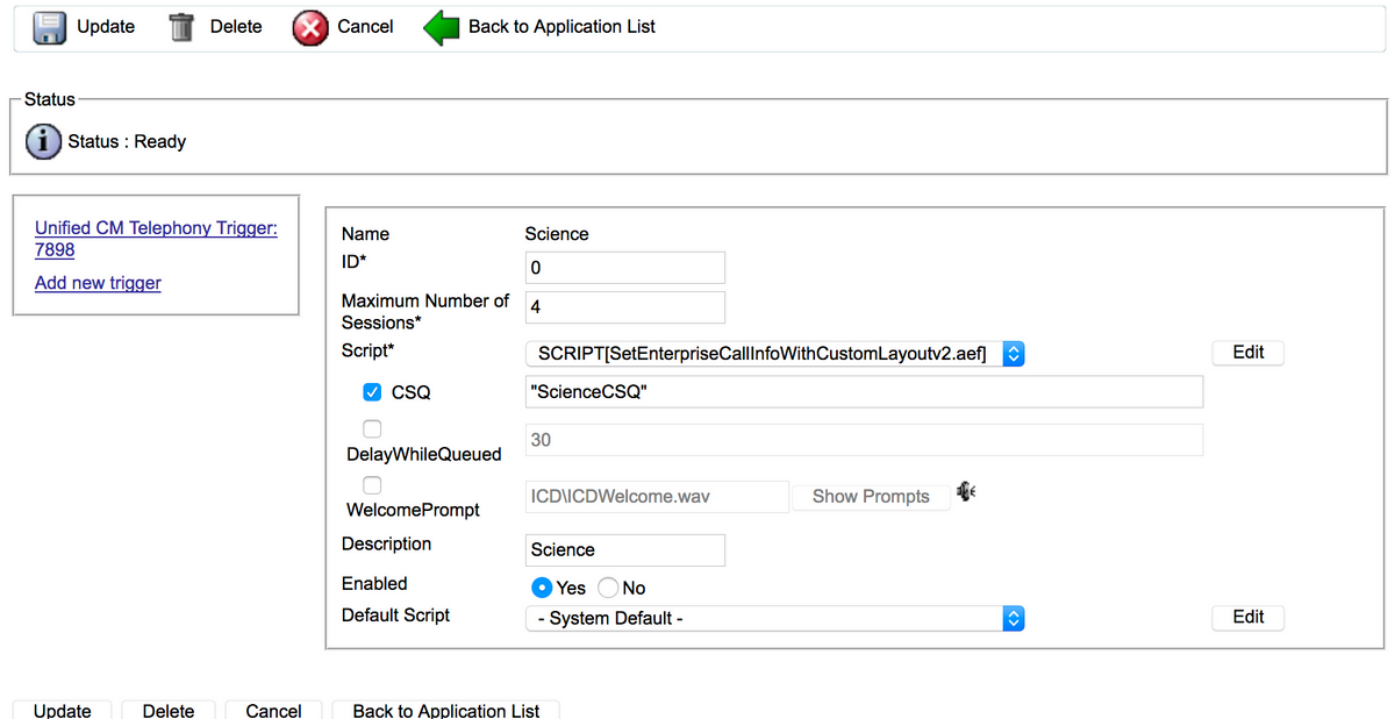 Update Delete Cancel Back to Application List
Status
Status : Ready
Unified CM Telephony Trigger:
7898
Add new trigger
Name Science
ID* 0
Maximum Number of
Sessions* 4
Script* SCRIPT[SetEnterpriseCallInfoWithCustomLayoutv2.aef] Edit
CSQ "ScienceCSQ"
DelayWhileQueued 30
WelcomePrompt ICD\ICDWelcome.wav Show Prompts
Description Science
Enabled Yes No
Default Script - System Default - Edit
Update Delete Cancel Back to Application List